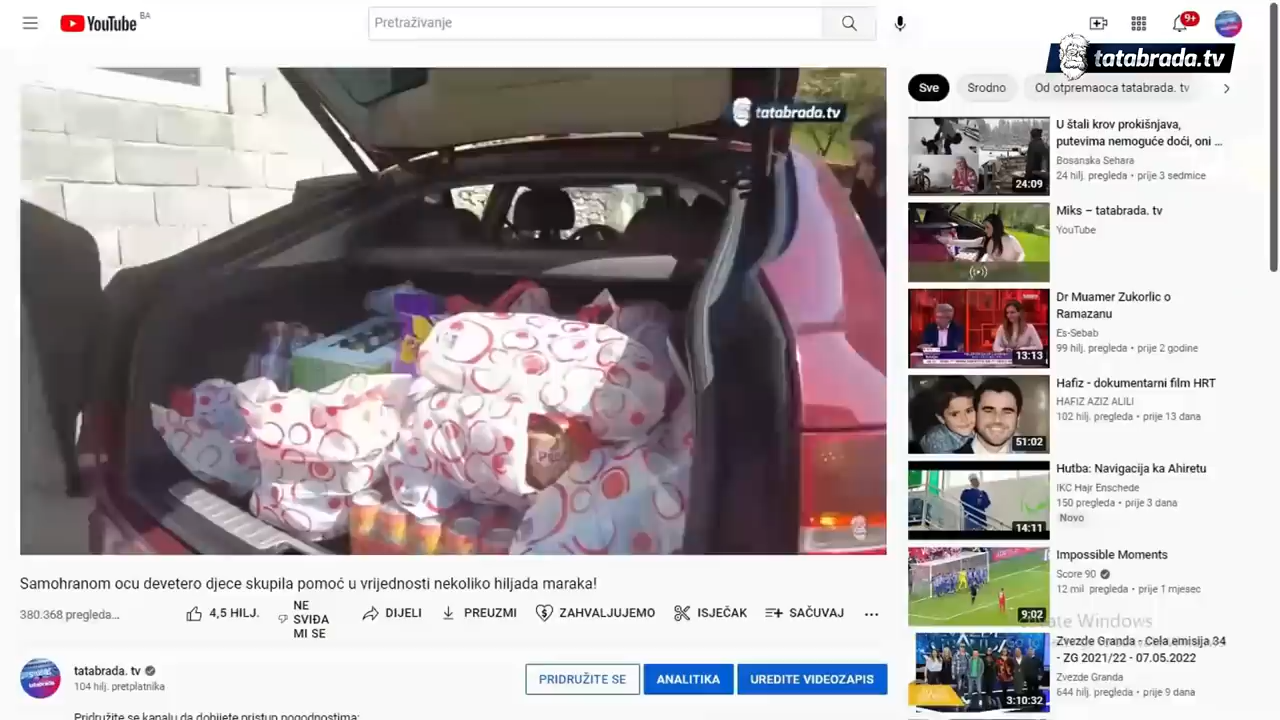 YouTube BA
Pretraživanje
9+
tatabrada.tv
tatabrada.tv
Samohranom ocu devetero djece skupila pomoć u vrijednosti nekoliko hiljada maraka!
380.368 pregleda...
4,5 HILJ.
NE
SVIĐA
MI SE
DIJELI
PREUZMI
ZAHVALJUJEMO
ISJEČAK
SAČUVAJ
tatabrada. tv
104 hilj. pretplatnika
PRIDRUŽITE SE
ANALITIKA
UREDITE VIDEOZAPIS
Pridružite se kanalu da dobijete pristup pogodnostima:
Sve
Srodno
Od otpremaoca tatabrada. tv
U štali krov prokišnjava,
putevima nemoguće doći, oni ...
Bosanska Sehara
24 hilj. pregleda • prije 3 sedmice
24:09
Miks – tatabrada. tv
YouTube
Dr Muamer Zukorlic o
Ramazanu
Es-Sebab
99 hilj. pregleda • prije 2 godine
13:13
Hafiz - dokumentarni film HRT
HAFIZ AZIZ ALILI
102 hilj. pregleda • prije 13 dana
51:02
Hutba: Navigacija ka Ahiretu
IKC Hajr Enschede
150 pregleda • prije 3 dana
Novo
14:11
Impossible Moments
Score 90
12 mil. pregleda • prije 1 mjesec
9:02
Zvezde Granda - Cela emisija 34
- ZG 2021/22 - 07.05.2022
Zvezde Granda
644 hilj. pregleda • prije 9 dana
3:10:32
Windows